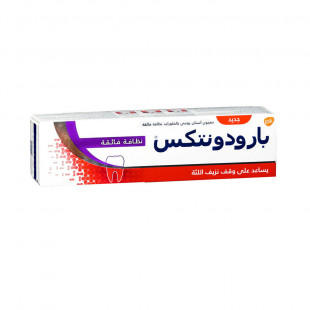 جديد
معجون أسنان يومي بالفلورايد نظافة فائقة
بارودونتكس
نظافة فائقة
يساعد على وقف نزيف اللثة